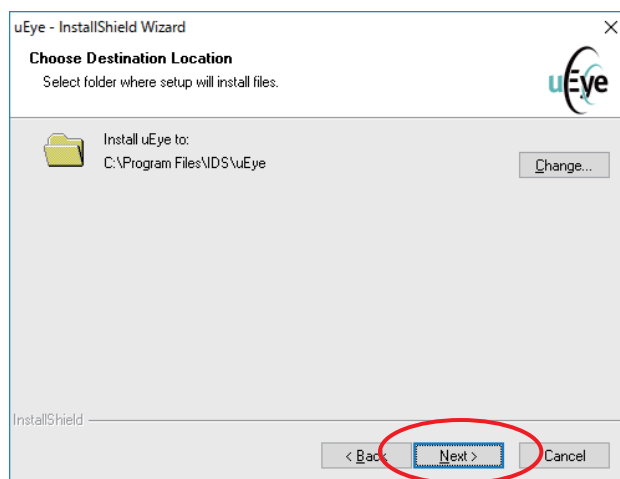 uEye - InstallShield Wizard
Choose Destination Location
Select folder where setup will install files.
uEye
Install uEye to:
C:\Program Files\IDS\uEye
Change...
InstallShield
< Back
Next >
Cancel